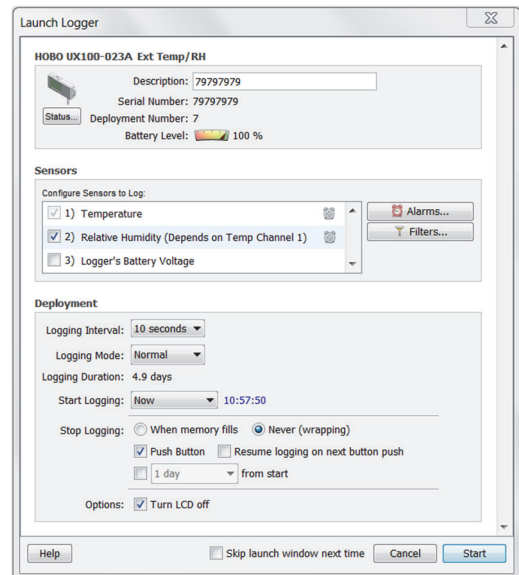 Launch Logger
HOBO UX100-023A Ext Temp/RH
Description: 79797979
Serial Number: 79797979
Status... Deployment Number: 7
Battery Level: 100 %
Sensors
Configure Sensors to Log:
1) Temperature
Alarms...
2) Relative Humidity (Depends on Temp Channel 1)
Filters...
3) Logger's Battery Voltage
Deployment
Logging Interval: 10 seconds
Logging Mode: Normal
Logging Duration: 4.9 days
Start Logging: Now 10:57:50
Stop Logging: When memory fills Never (wrapping)
Push Button Resume logging on next button push
1 day from start
Options: Turn LCD off
Help Skip launch window next time Cancel Start